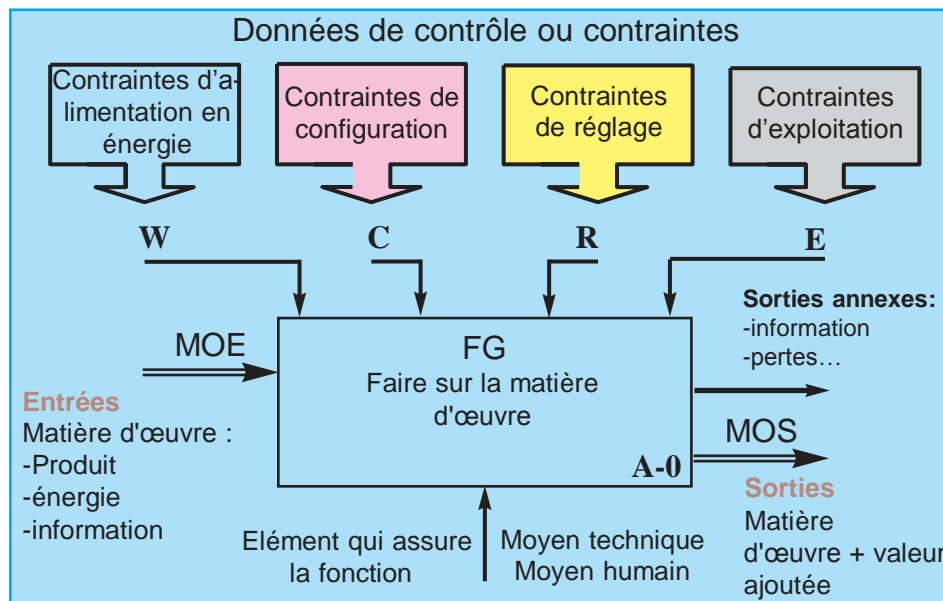 Données de contrôle ou contraintes
Contraintes d'a-
limentation en
énergie
Contraintes de
configuration
Contraintes
de réglage
Contraintes
d'exploitation
W
C
R
E
MOE
FG
Faire sur la matière
d'œuvre
A-0
Sorties annexes:
-information
-pertes…
MOS
Entrées
Matière d'œuvre :
-Produit
-énergie
-information
Sorties
Matière
d'œuvre + valeur
ajoutée
Elément qui assure
la fonction
Moyen technique
Moyen humain